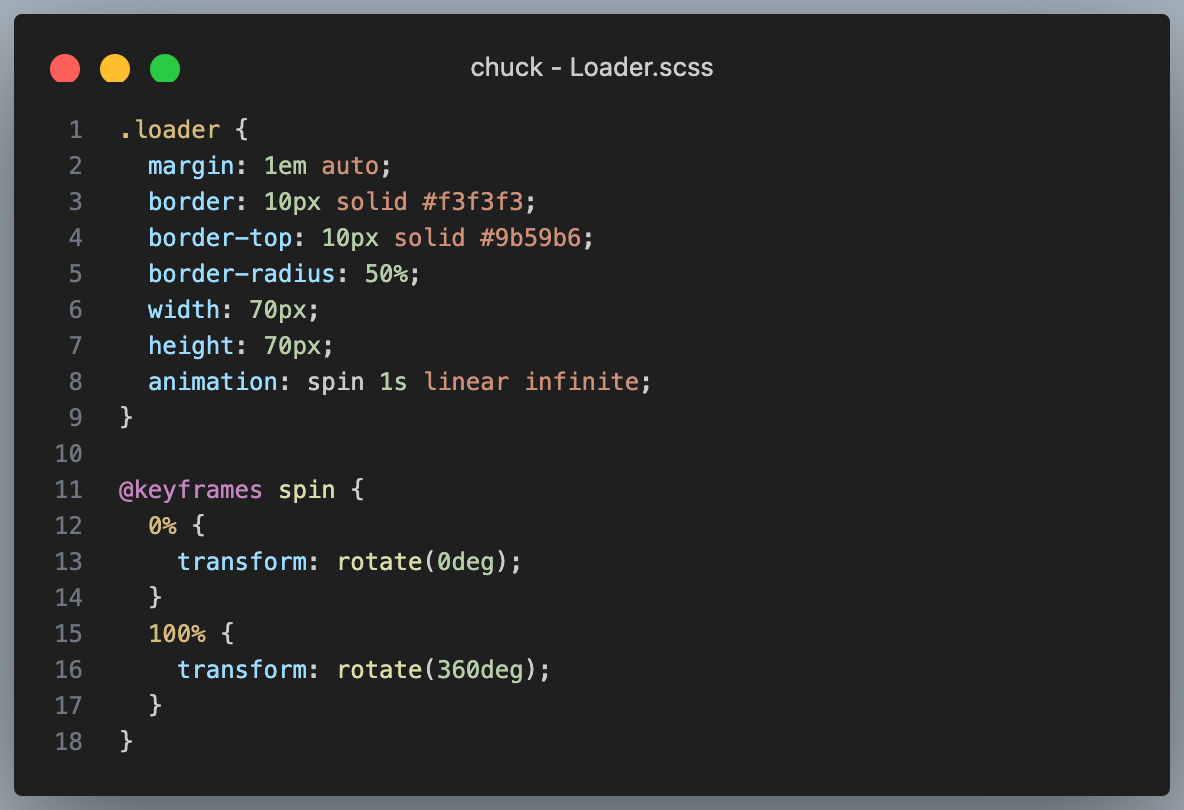 chuck - Loader.scss
1 .loader {
2   margin: 1em auto;
3   border: 10px solid #f3f3f3;
4   border-top: 10px solid #9b59b6;
5   border-radius: 50%;
6   width: 70px;
7   height: 70px;
8   animation: spin 1s linear infinite;
9 }
10
11 @keyframes spin {
12   0% {
13     transform: rotate(0deg);
14   }
15   100% {
16     transform: rotate(360deg);
17   }
18 }